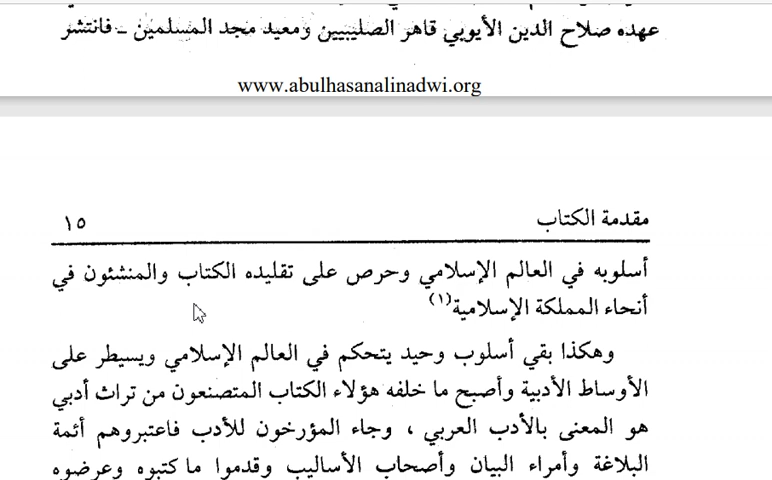 عهده صلاح الدين الأيوبي قاهر الصليبيين ومعيد مجد المسلمين ـ فانتشر
www.abulhasanalinadwi.org
مقدمة الكتاب ١٥
أسلوبه في العالم الإسلامي وحرص على تقليده الكتاب والمنشئون في
أنحاء المملكة الإسلامية(١)
وهكذا بقي أسلوب وحيد يتحكم في العالم الإسلامي ويسيطر على
الأوساط الأدبية وأصبح ما خلفه هؤلاء الكتاب المتصنعون من تراث أدبي
هو المعنى بالأدب العربي ، وجاء المؤرخون للأدب فاعتبروهم أئمة
البلاغة وأمراء البيان وأصحاب الأساليب وقدموا ما كتبوه وعرضوه